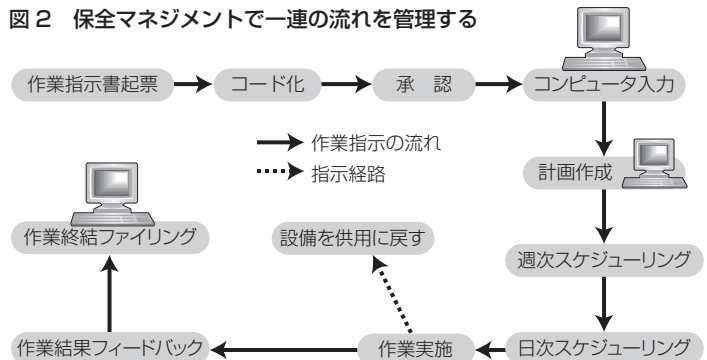 図2　保全マネジメントで一連の流れを管理する
作業指示書起票
コード化
承　認
コンピュータ入力
作業指示の流れ
指示経路
計画作成
作業終結ファイリング
設備を供用に戻す
週次スケジューリング
作業結果フィードバック
作業実施
日次スケジューリング